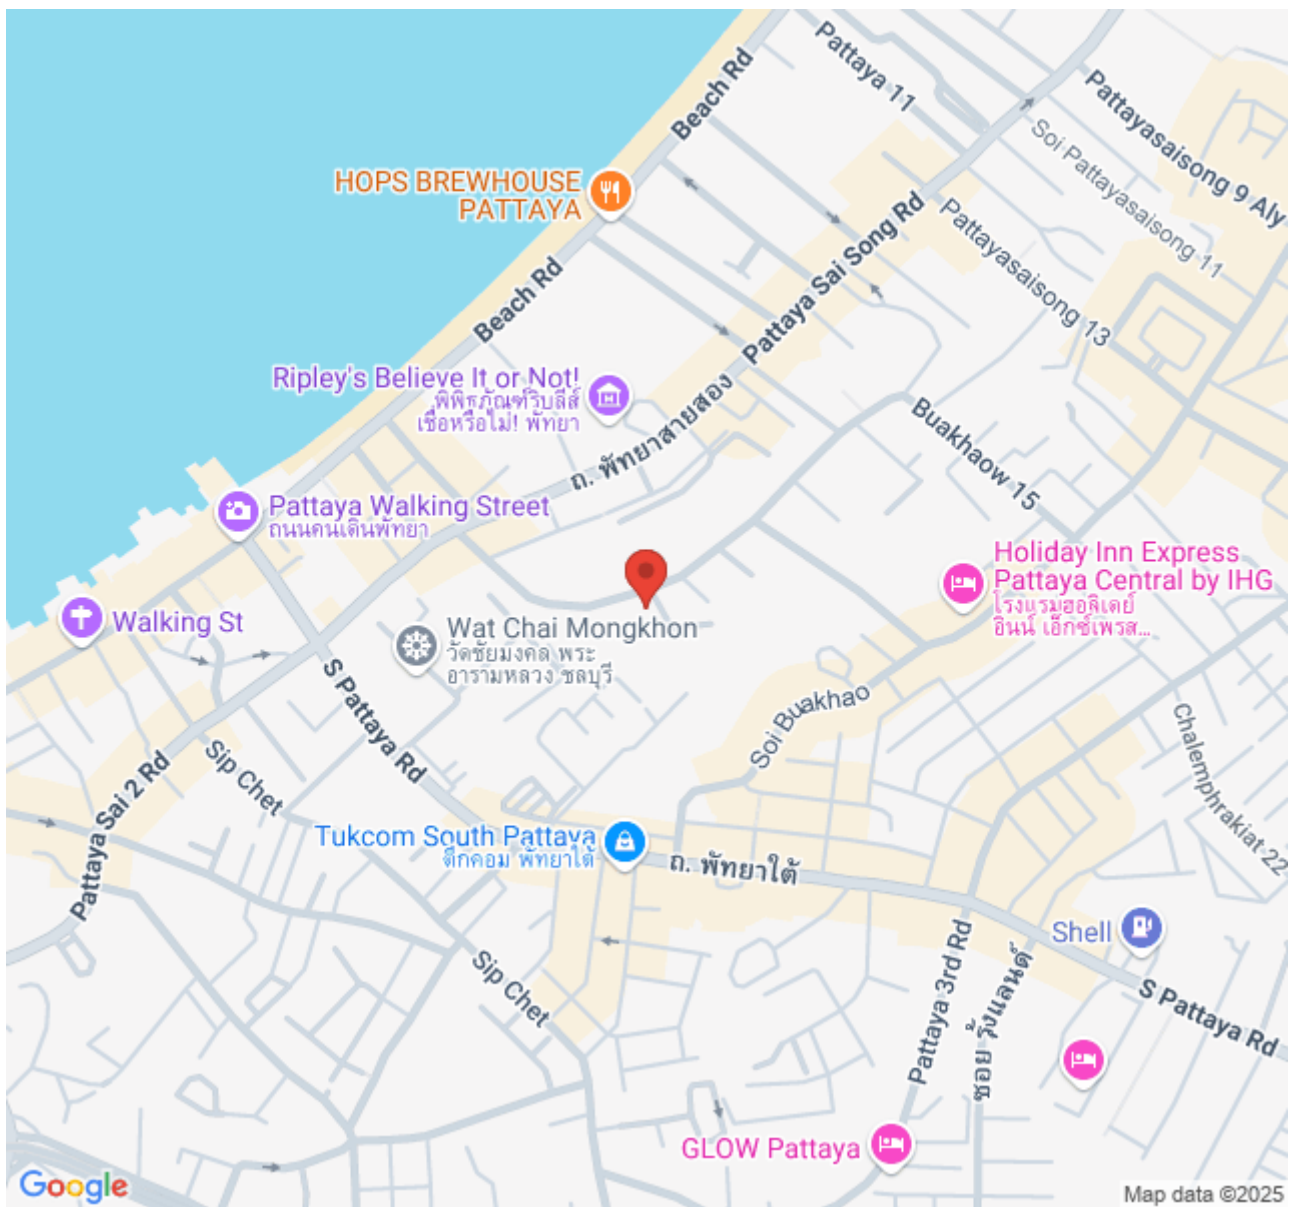 Pattaya 11
Beach Rd
Pattayasaisong 9 Aly
Soi Pattayasaisong 11
HOPS BREWHOUSE
PATTAYA
Pattaya Sai Song Rd
Pattayasaisong 13
Beach Rd
Ripley's Believe It or Not!
พิพิธภัณฑ์ริบลีส์
เชื่อหรือไม่! พัทยา
ถ. พัทยาสายสอง
Buakhaow 15
Pattaya Walking Street
ถนนคนเดินพัทยา
Holiday Inn Express
Pattaya Central by IHG
โรงแรมฮอลิเดย์
อินน์ เอ็กซ์เพรส...
Walking St
Wat Chai Mongkhon
วัดชัยมงคล พระ
อารามหลวง ชลบุรี
S Pattaya Rd
Soi Buakhao
Chalemphrakiat 22
Sip Chet
Pattaya Sai 2 Rd
Tukcom South Pattaya
ตึกคอม พัทยาใต้
ถ. พัทยาใต้
Shell
Sip Chet
Pattaya 3rd Rd
ซอย รุ้งแลนด์
S Pattaya Rd
GLOW Pattaya
Google
Map data ©2025